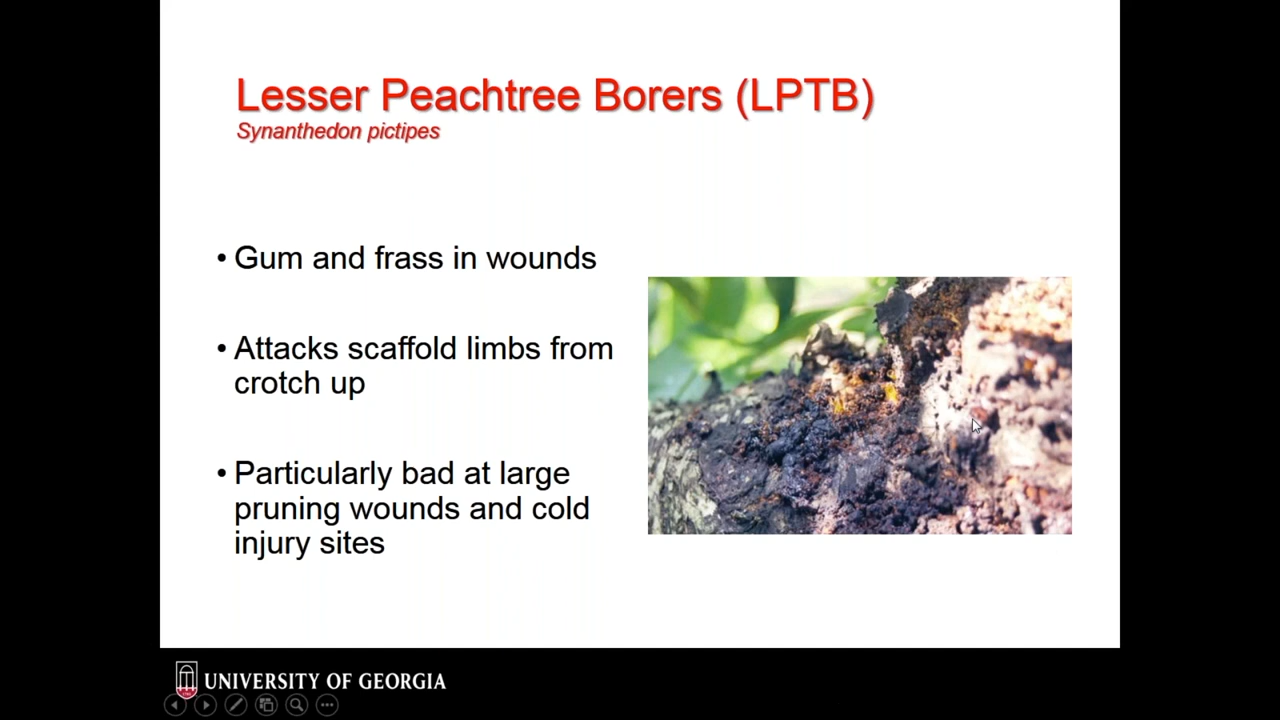 Lesser Peachtree Borers (LPTB)
Synanthedon pictipes
• Gum and frass in wounds
• Attacks scaffold limbs from
crotch up
• Particularly bad at large
pruning wounds and cold
injury sites
UNIVERSITY OF GEORGIA